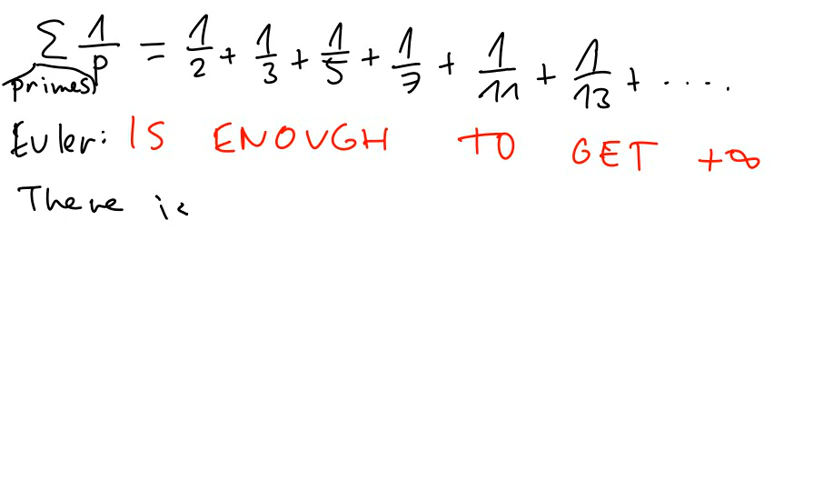 ∑ 1/p = 1/2 + 1/3 + 1/5 + 1/7 + 1/11 + 1/13 + ....
primes
Euler: IS ENOUGH TO GET +∞
There is